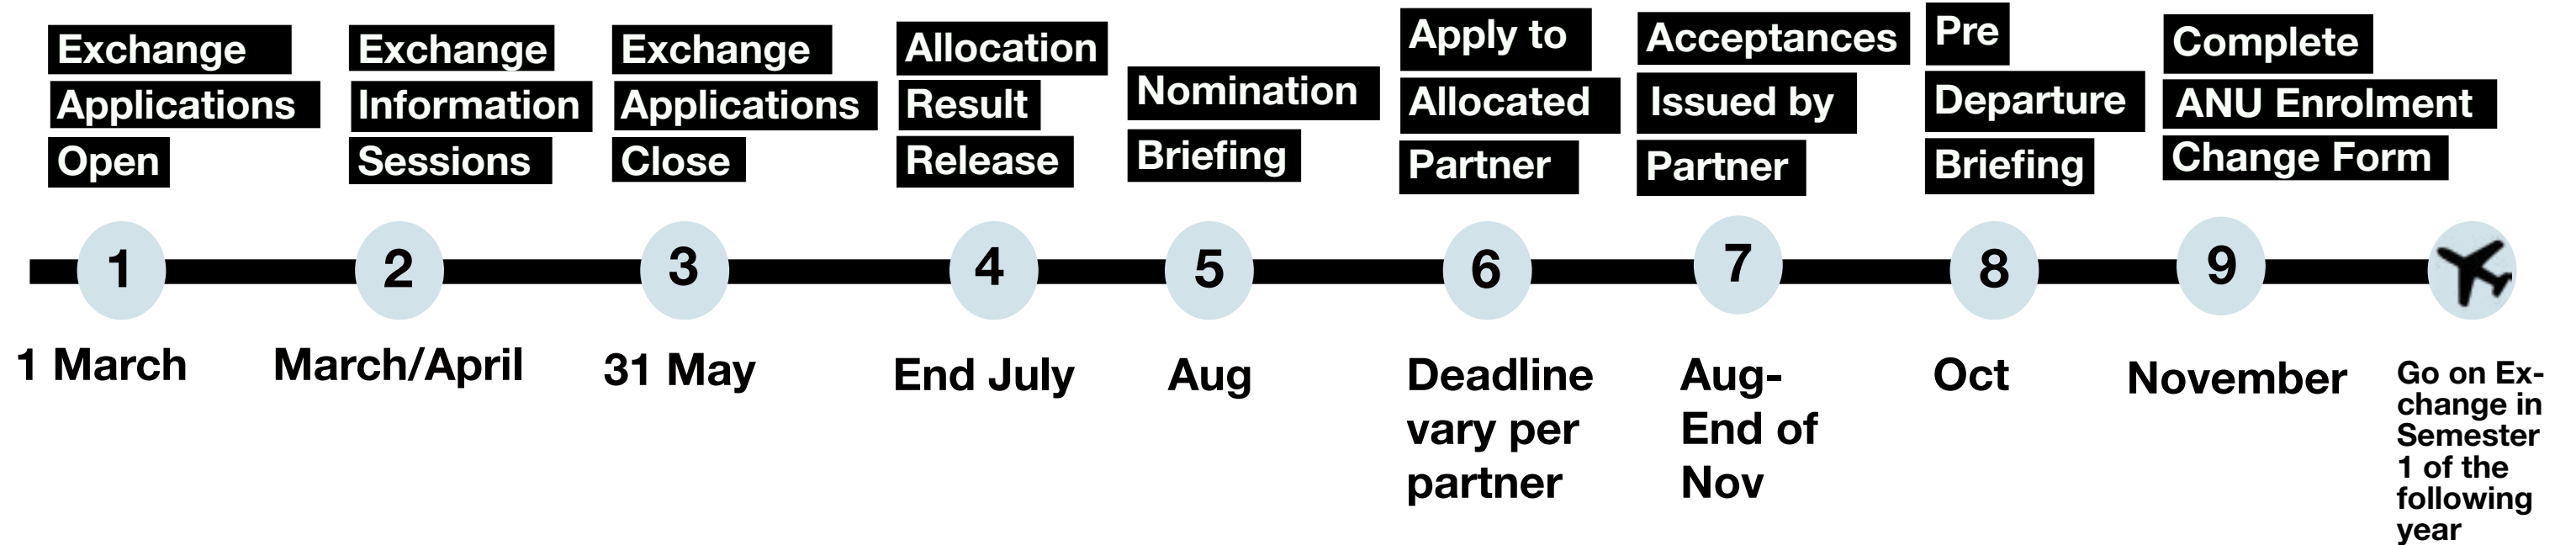 Exchange
Applications
Open
Exchange
Information
Sessions
Exchange
Applications
Close
Allocation
Result
Release
Nomination
Briefing
Apply to
Allocated
Partner
Acceptances
Issued by
Partner
Pre
Departure
Briefing
Complete
ANU Enrolment
Change Form
1
2
3
4
5
6
7
8
9
1 March
March/April
31 May
End July
Aug
Deadline
vary per
partner
Aug-
End of
Nov
Oct
November
Go on Ex-
change in
Semester
1 of the
following
year